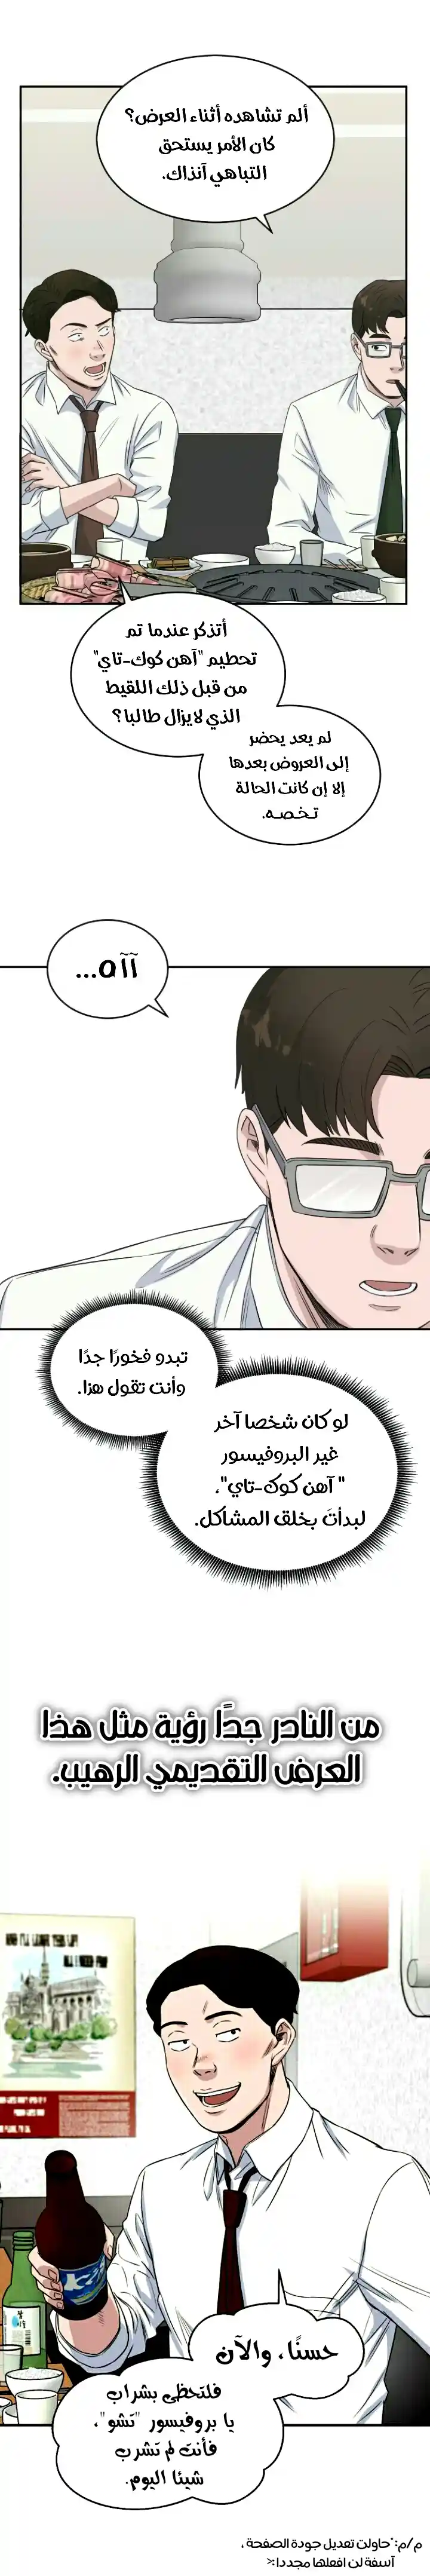 ألم تشاهده أثناء العرض؟
كان الأمر يستحق
التباهي آنذاك.
أتذكر عندما تم
تحطيم "آهن كوك-تاي"
من قبل ذلك اللقيط
الذي لايزال طالبا؟
لم يعد يحضر
إلى العروض بعدها
إلا إن كانت الحالة
تخصه.
آآه...
تبدو فخورًا جدًا
وأنت تقول هذا.
لو كان شخصا آخر
غير البروفيسور
"آهن كوك-تاي"،
لبدأتَ بخلق المشاكل.
من النادر جدًا رؤية مثل هذا
العرض التقديمي الرهيب.
حسنًا، والآن
فلتحظى بشراب
يا بروفيسور "تشو"،
فأنت لم تشرب
شيئا اليوم.
م/م: حاولت تعديل جودة الصفحة ،
آسفة لن افعلها مجددا :<